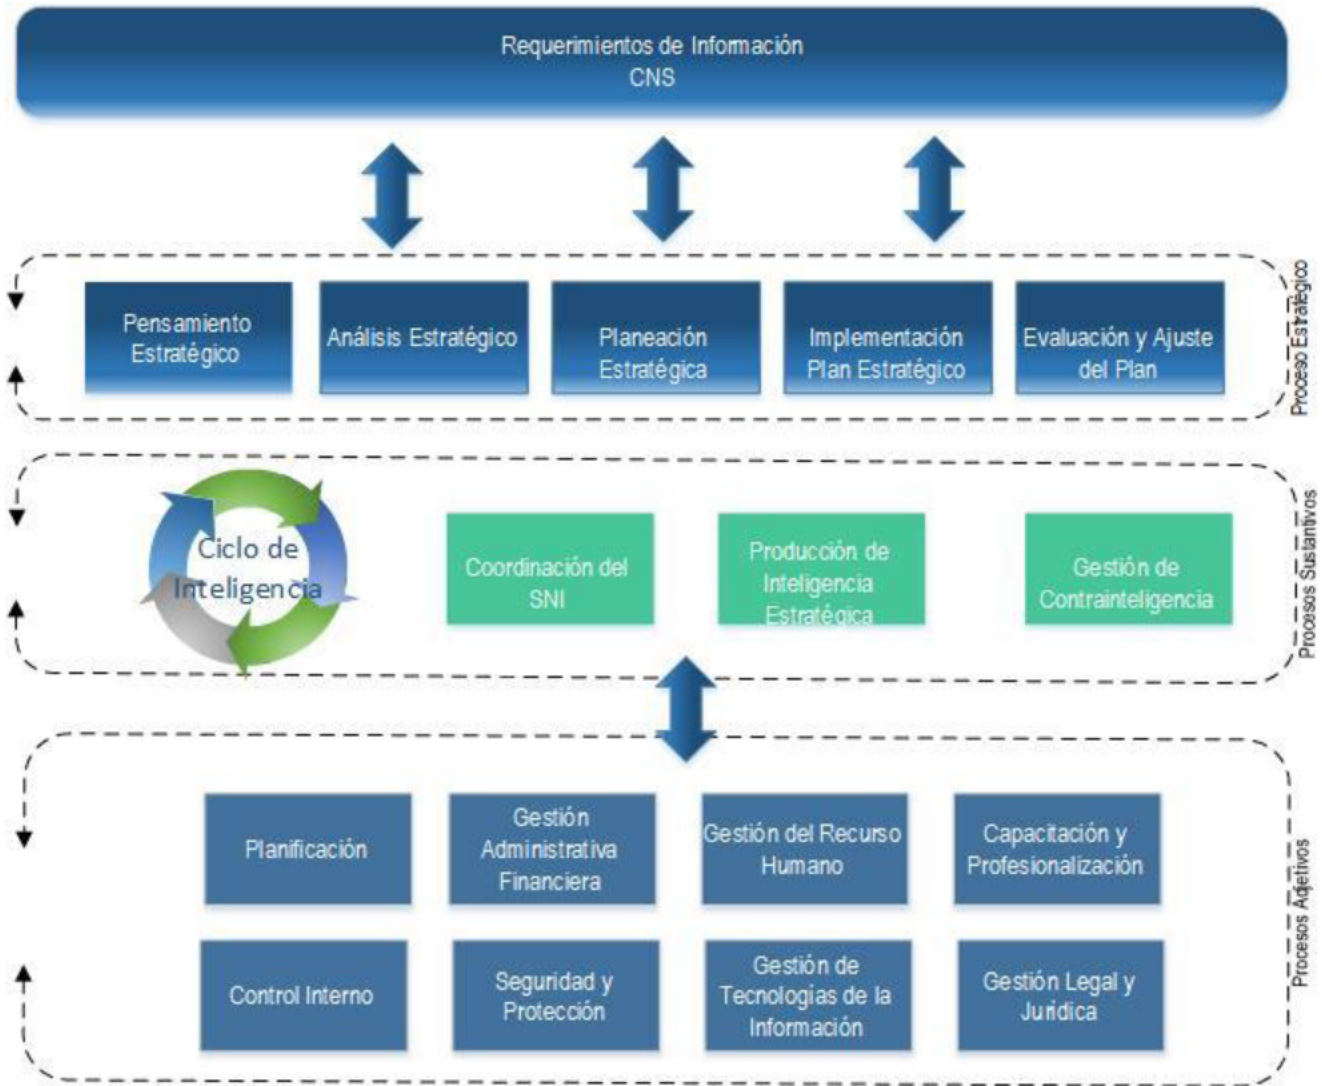 Requerimientos de Información
CNS
Pensamiento
Estratégico
Análisis Estratégico
Planeación
Estratégica
Implementación
Plan Estratégico
Evaluación y Ajuste
del Plan
Proceso Estratégico
Ciclo de
Inteligencia
Coordinación del
SNI
Producción de
Inteligencia
Estratégica
Gestión de
Contrainteligencia
Procesos Sustantivos
Planificación
Gestión
Administrativa
Financiera
Gestión del Recurso
Humano
Capacitación y
Profesionalización
Control Interno
Seguridad y
Protección
Gestión de
Tecnologías de la
Información
Gestión Legal y
Jurídica
Procesos Adjetivos